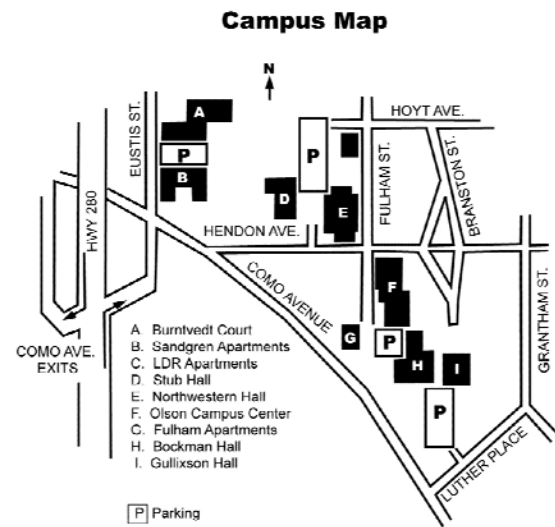 Campus Map
N
A
HOYT AVE.
EUSTIS ST.
P
P
B
D
E
FULHAM ST.
BRANSTON ST.
HWY 280
HENDON AVE.
COMO AVENUE
F
GRANTHAM ST.
G
P
H
I
COMO AVE.
EXITS
P
LUTHER PLACE
A. Burntvedt Court
B. Sandgren Apartments
C. LDR Apartments
D. Stub Hall
E. Northwestern Hall
F. Olson Campus Center
G. Fulham Apartments
H. Bockman Hall
I. Gullixson Hall
P Parking